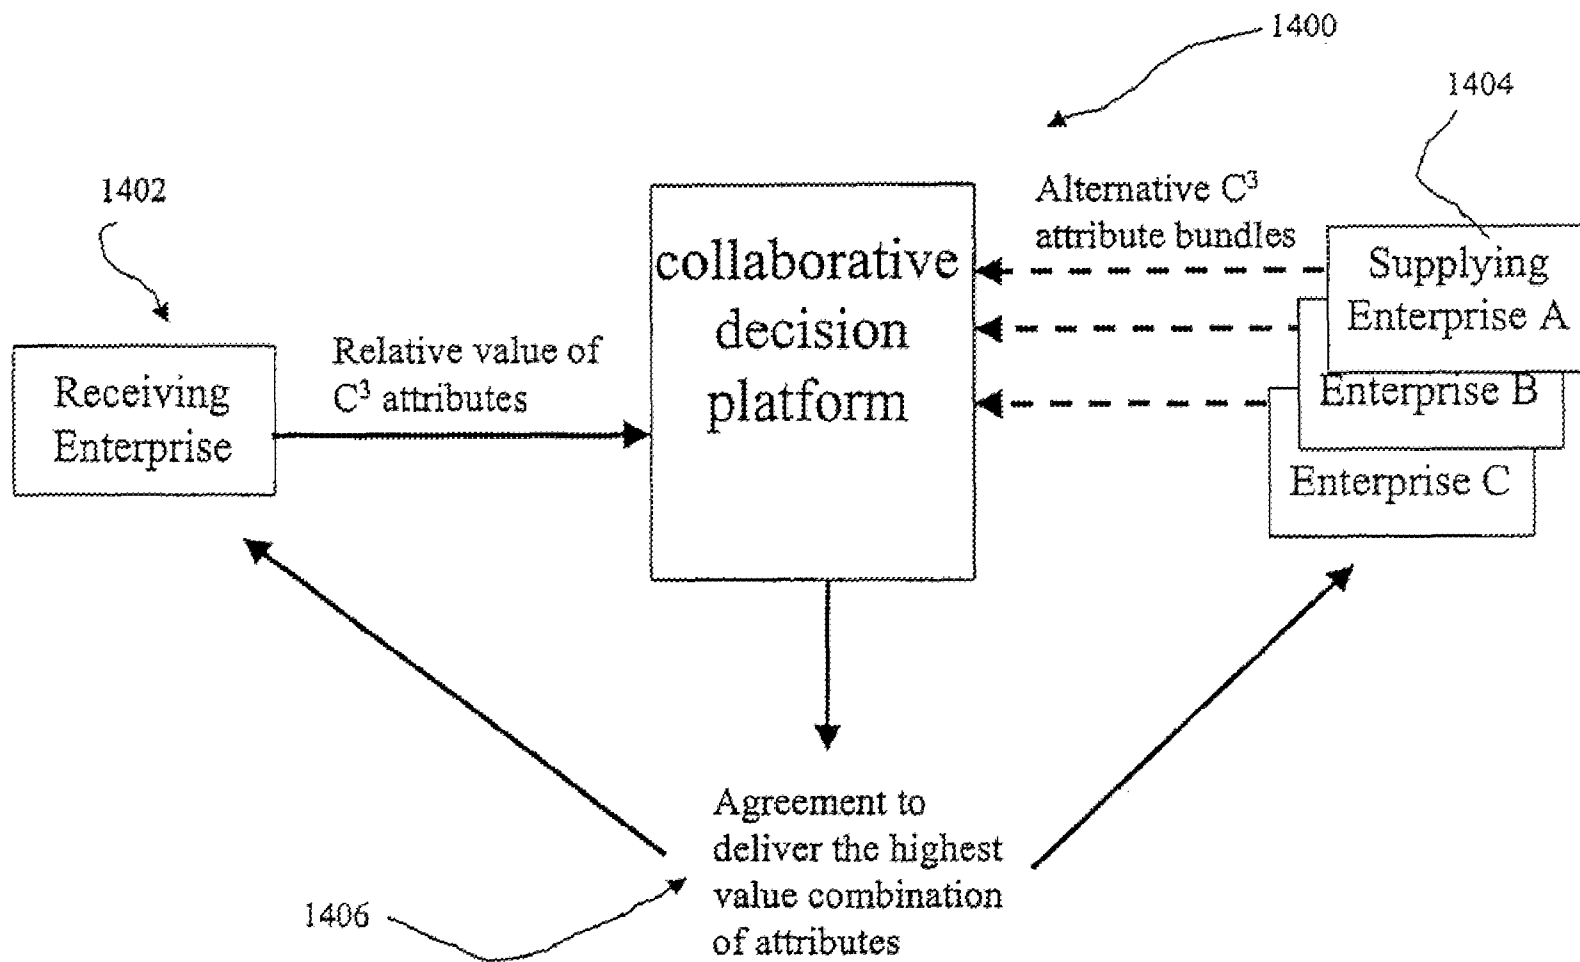 1400
1404
1402
Alternative C³
attribute bundles
collaborative
decision
platform
Supplying
Enterprise A
Enterprise B
Enterprise C
Relative value of
C³ attributes
Receiving
Enterprise
Agreement to
deliver the highest
value combination
of attributes
1406